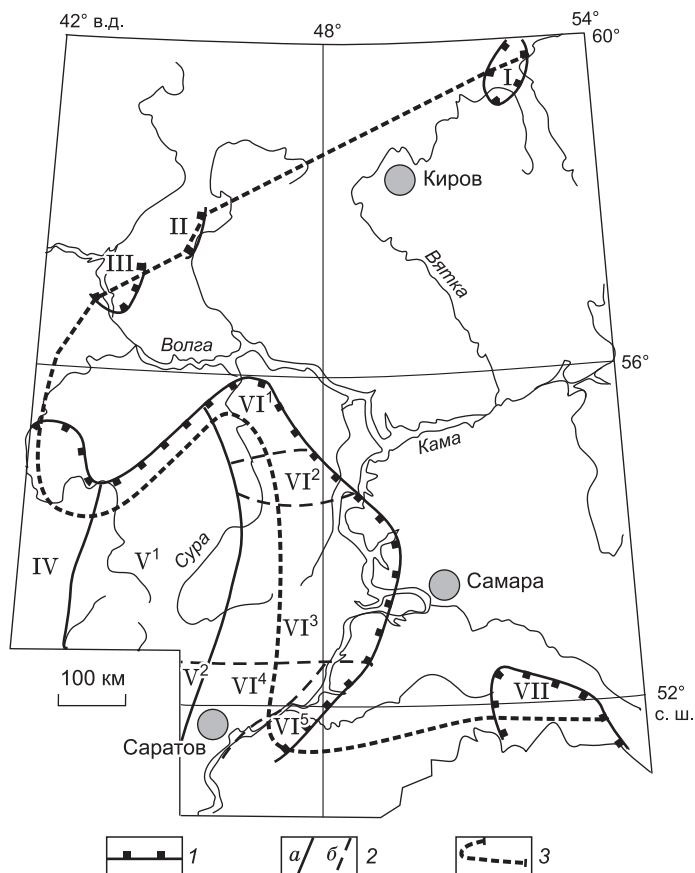 42° в.д.
48°
54°
60°
I
Киров
II
III
Вятка
Волга
56°
VI¹
Кама
VI²
IV
V¹
Сура
Самара
VI³
100 км
V²
VI⁴
VII
52°
с. ш.
Саратов
VI⁵
1
а
б
2
3